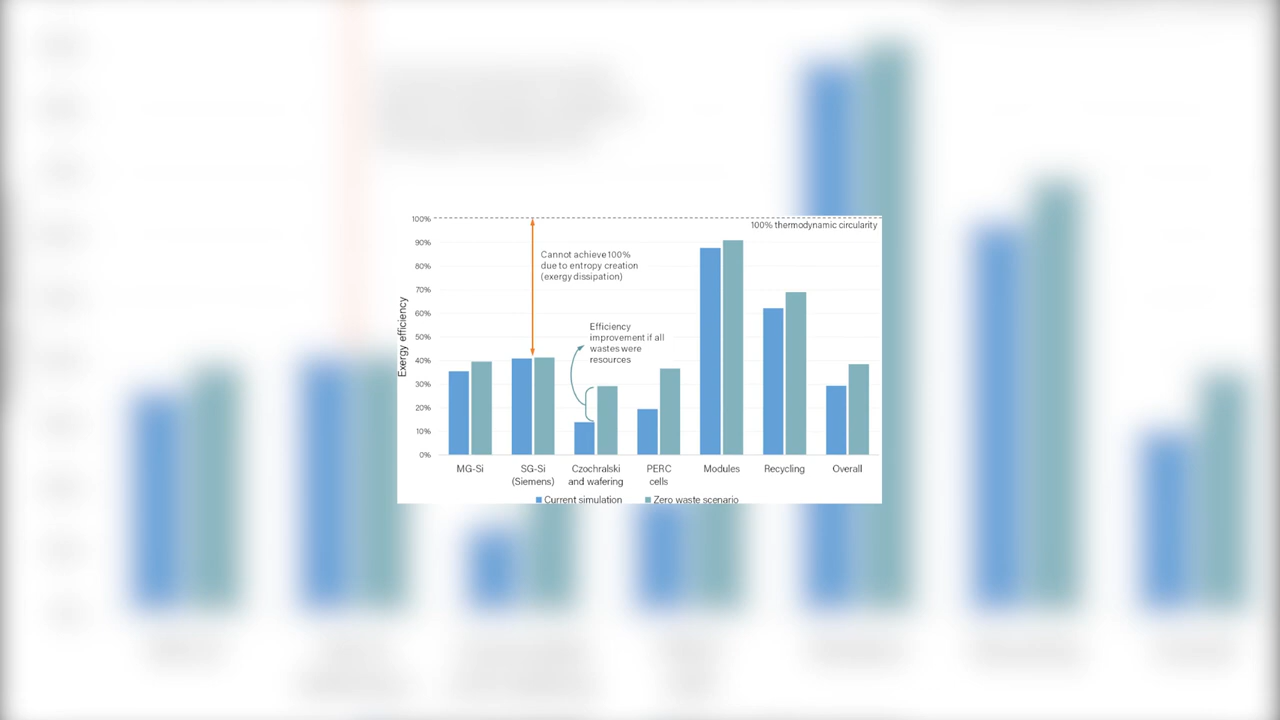 100%
100% thermodynamic circularity
90%
Cannot achieve 100%
due to entropy creation
(exergy dissipation)
80%
70%
60%
Exergy efficiency
Efficiency
improvement if all
wastes were
resources
50%
40%
30%
20%
10%
0%
MG-Si
SG-Si
(Siemens)
Czochralski
and wafering
PERC
cells
Modules
Recycling
Overall
Current simulation
Zero waste scenario